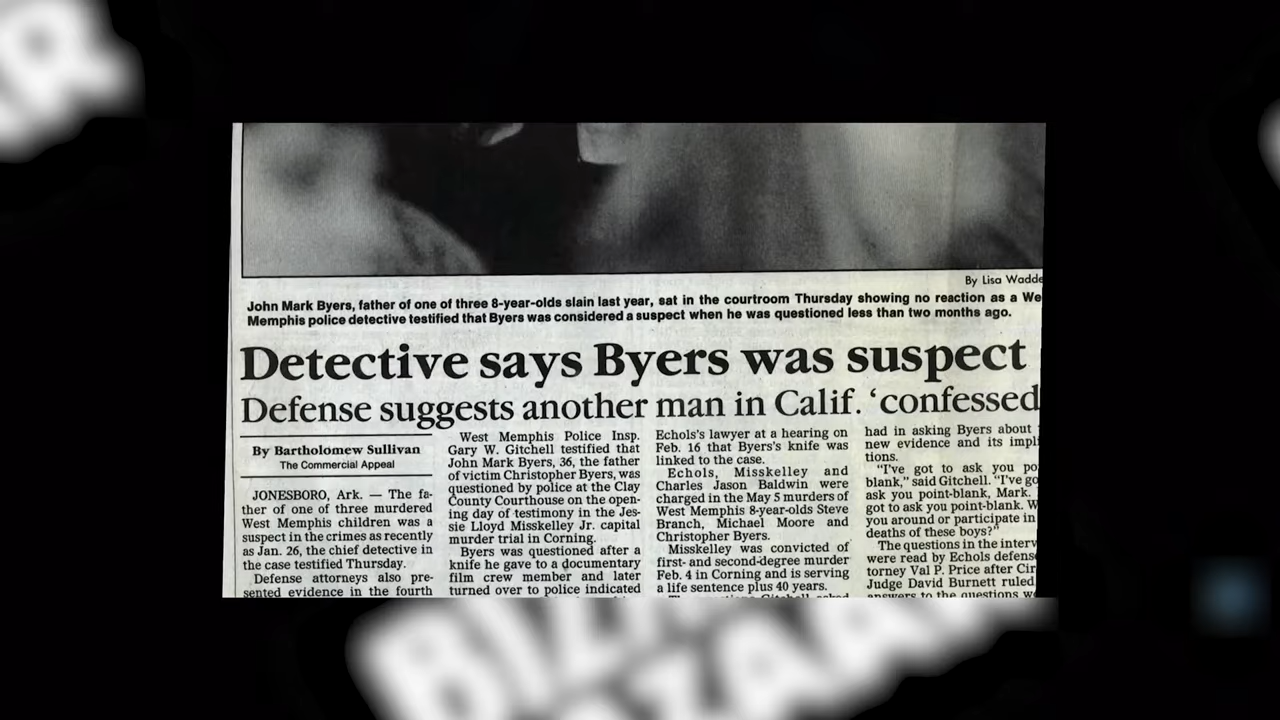 By Lisa Wadde
John Mark Byers, father of one of three 8-year-olds slain last year, sat in the courtroom Thursday showing no reaction as a We
Memphis police detective testified that Byers was considered a suspect when he was questioned less than two months ago.
Detective says Byers was suspect
Defense suggests another man in Calif. ‘confessed
By Bartholomew Sullivan
The Commercial Appeal
JONESBORO, Ark. — The fa-
ther of one of three murdered
West Memphis children was a
suspect in the crimes as recently
as Jan. 26, the chief detective in
the case testified Thursday.
Defense attorneys also pre-
sented evidence in the fourth
West Memphis Police Insp.
Gary W. Gitchell testified that
John Mark Byers, 36, the father
of victim Christopher Byers, was
questioned by police at the Clay
County Courthouse on the open-
ing day of testimony in the Jes-
sie Lloyd Misskelley Jr. capital
murder trial in Corning.
Byers was questioned after a
knife he gave to a documentary
film crew member and later
turned over to police indicated
Echols's lawyer at a hearing on
Feb. 16 that Byers's knife was
linked to the case.
Echols, Misskelley and
Charles Jason Baldwin were
charged in the May 5 murders of
West Memphis 8-year-olds Steve
Branch, Michael Moore and
Christopher Byers.
Misskelley was convicted of
first- and second-degree murder
Feb. 4 in Corning and is serving
a life sentence plus 40 years.
had in asking Byers about
new evidence and its impli
tions.
“I've got to ask you po
blank,” said Gitchell. “I've go
ask you point-blank, Mark.
got to ask you point-blank. W
you around or participate in
deaths of these boys?”
The questions in the interv
were read by Echols defens
torney Val P. Price after Cir
Judge David Burnett ruled
answers to the questions w